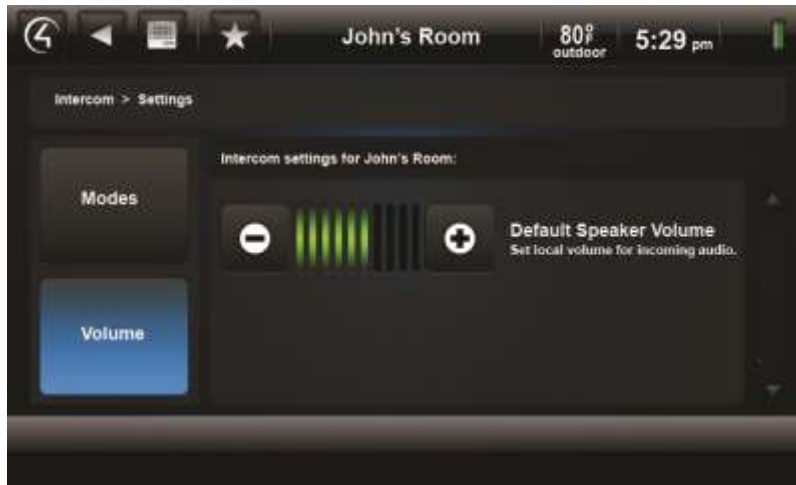 John's Room
80°F
outdoor
5:29 pm
Intercom > Settings
Intercom settings for John's Room:
Modes
Default Speaker Volume
Set local volume for incoming audio.
Volume